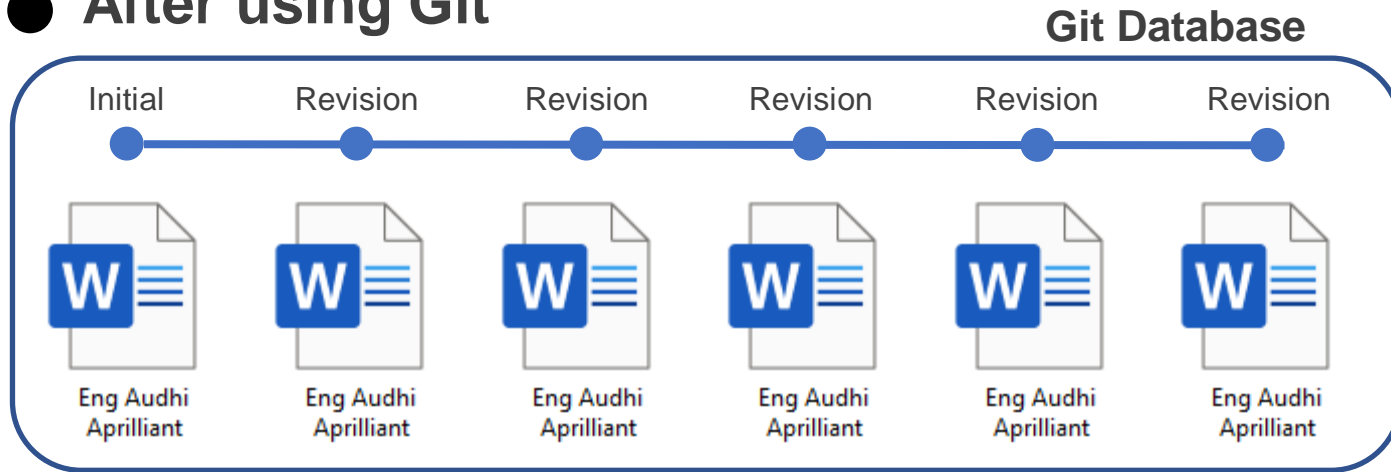 After using Git
Git Database
Initial Revision Revision Revision Revision Revision
W W W W W W
Eng Audhi Eng Audhi Eng Audhi Eng Audhi Eng Audhi Eng Audhi
Aprilliant Aprilliant Aprilliant Aprilliant Aprilliant Aprilliant